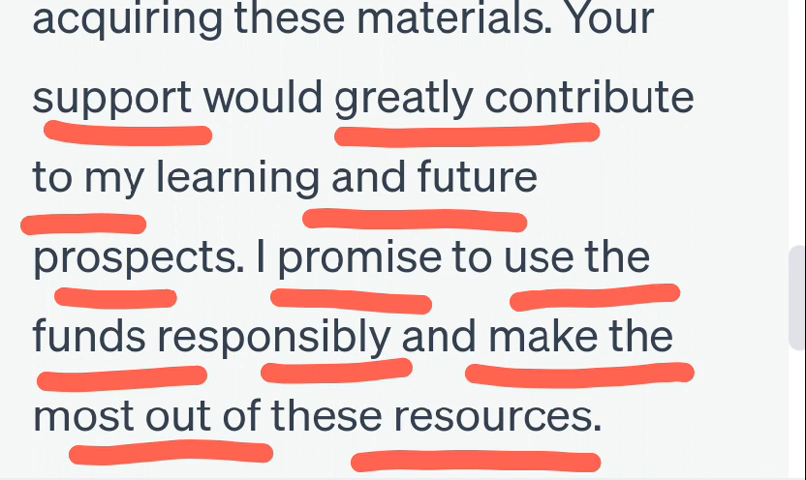 acquiring these materials. Your
support would greatly contribute
to my learning and future
prospects. I promise to use the
funds responsibly and make the
most out of these resources.